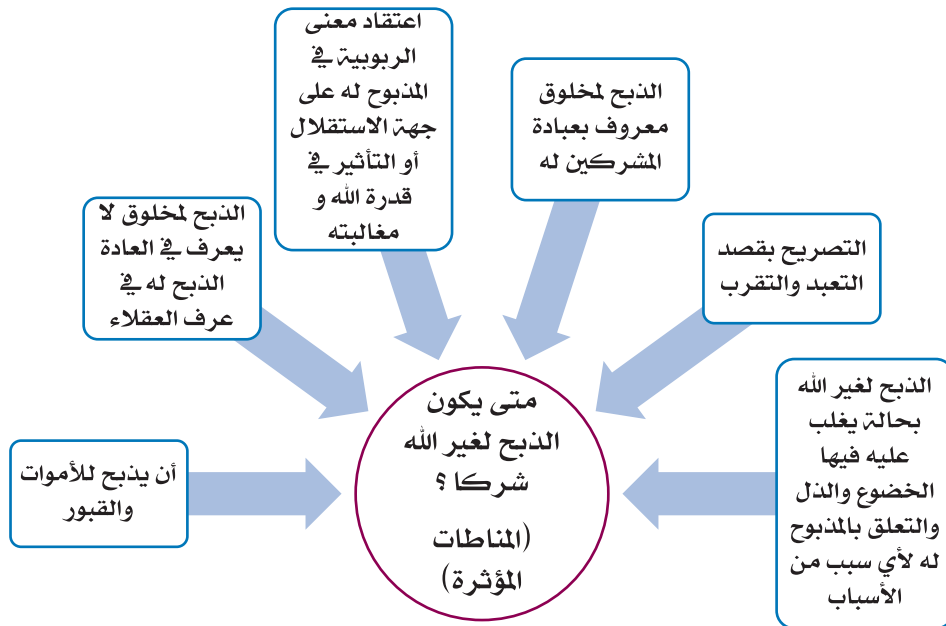 اعتقاد معنى
الربوبية في
المذبوح له على
جهة الاستقلال
أو التأثير في
قدرة الله و
مغالبته
الذبح لمخلوق
معروف بعبادة
المشركين له
التصريح بقصد
التعبد والتقرب
الذبح لغير الله
بحالة يغلب
عليه فيها
الخضوع والذل
والتعلق بالمذبوح
له لأي سبب من
الأسباب
الذبح لمخلوق لا
يعرف في العادة
الذبح له في
عرف العقلاء
أن يذبح للأموات
والقبور
متى يكون
الذبح لغير الله
شركا ؟
(المناطات
المؤثرة)